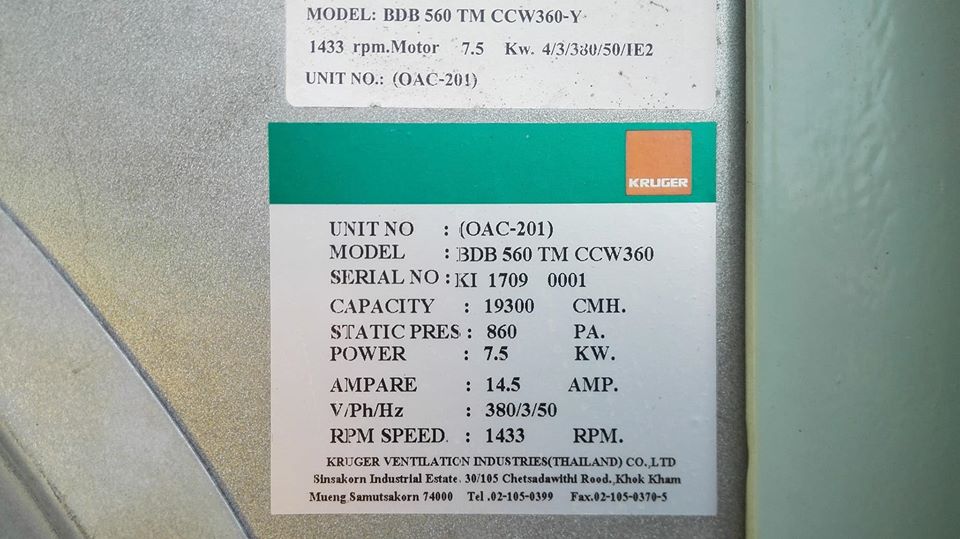 MODEL: BDB 560 TM CCW360-Y
1433 rpm.Motor 7.5 Kw. 4/3/380/50/IE2
UNIT NO.: (OAC-201)
KRUGER
UNIT NO : (OAC-201)
MODEL : BDB 560 TM CCW360
SERIAL NO : KI 1709 0001
CAPACITY : 19300 CMH.
STATIC PRES : 860 PA.
POWER : 7.5 KW.
AMPARE : 14.5 AMP.
V/Ph/Hz : 380/3/50
RPM SPEED. : 1433 RPM.
KRUGER VENTILATION INDUSTRIES(THAILAND) CO.,LTD
Sinsakorn Industrial Estate. 30/105 Chetsadawithi Rood.,Khok Kham
Mueng Samutsakorn 74000 Tel .02-105-0399 Fax.02-105-0370-5